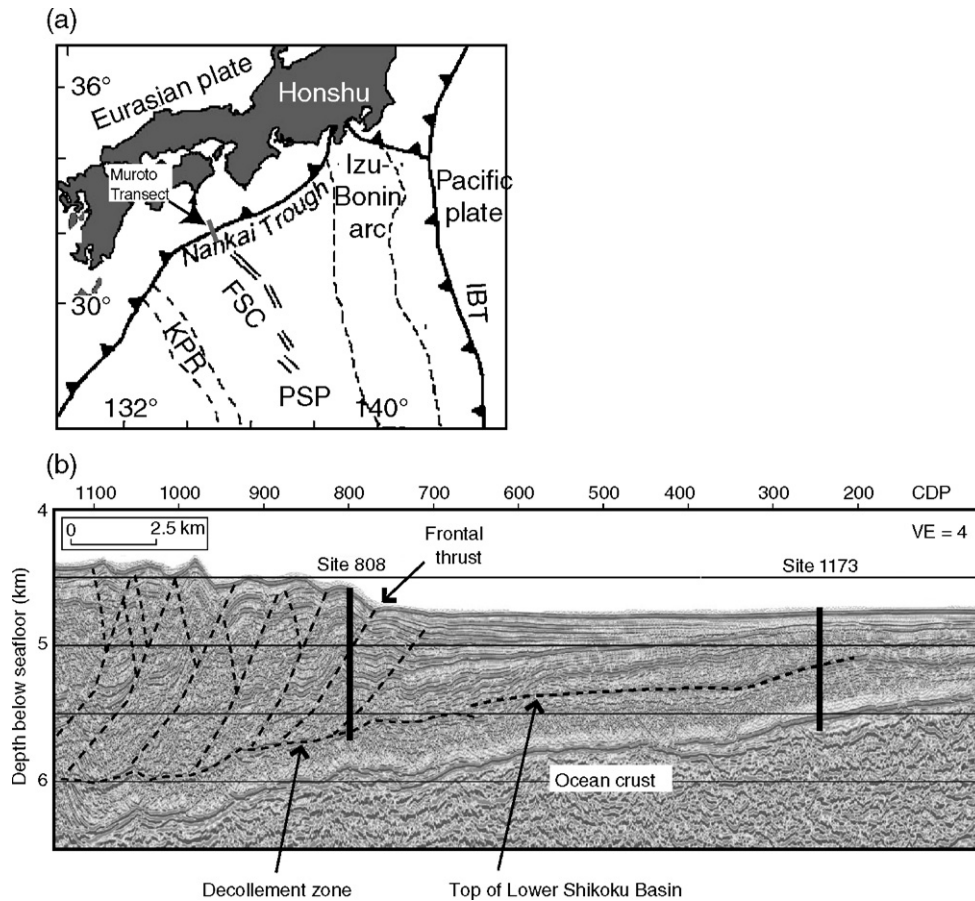 (a)
36°
Eurasian plate
Honshu
Muroto
Transect
Izu-
Bonin
arc
Pacific
plate
Nankai Trough
30°
FSC
KPR
IBT
PSP
132°
140°
(b)
1100 1000 900 800 700 600 500 400 300 200 CDP
4
0 2.5 km
Frontal
thrust
VE = 4
Site 808
Site 1173
Depth below seafloor (km)
5
6
Ocean crust
Decollement zone
Top of Lower Shikoku Basin